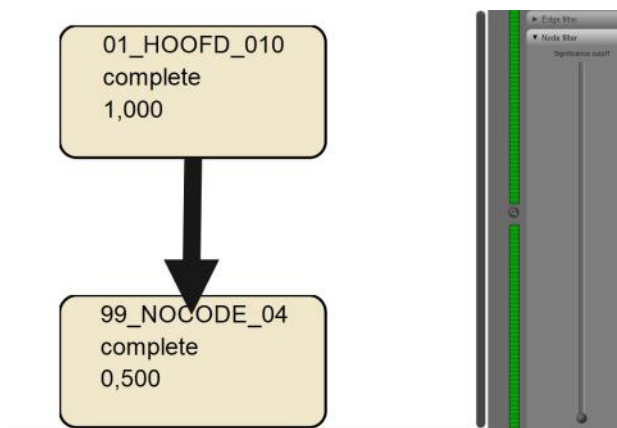 01_HOOFD_010
complete
1,000
99_NOCODE_04
complete
0,500
Edge filter
Node filter
Significance cutoff